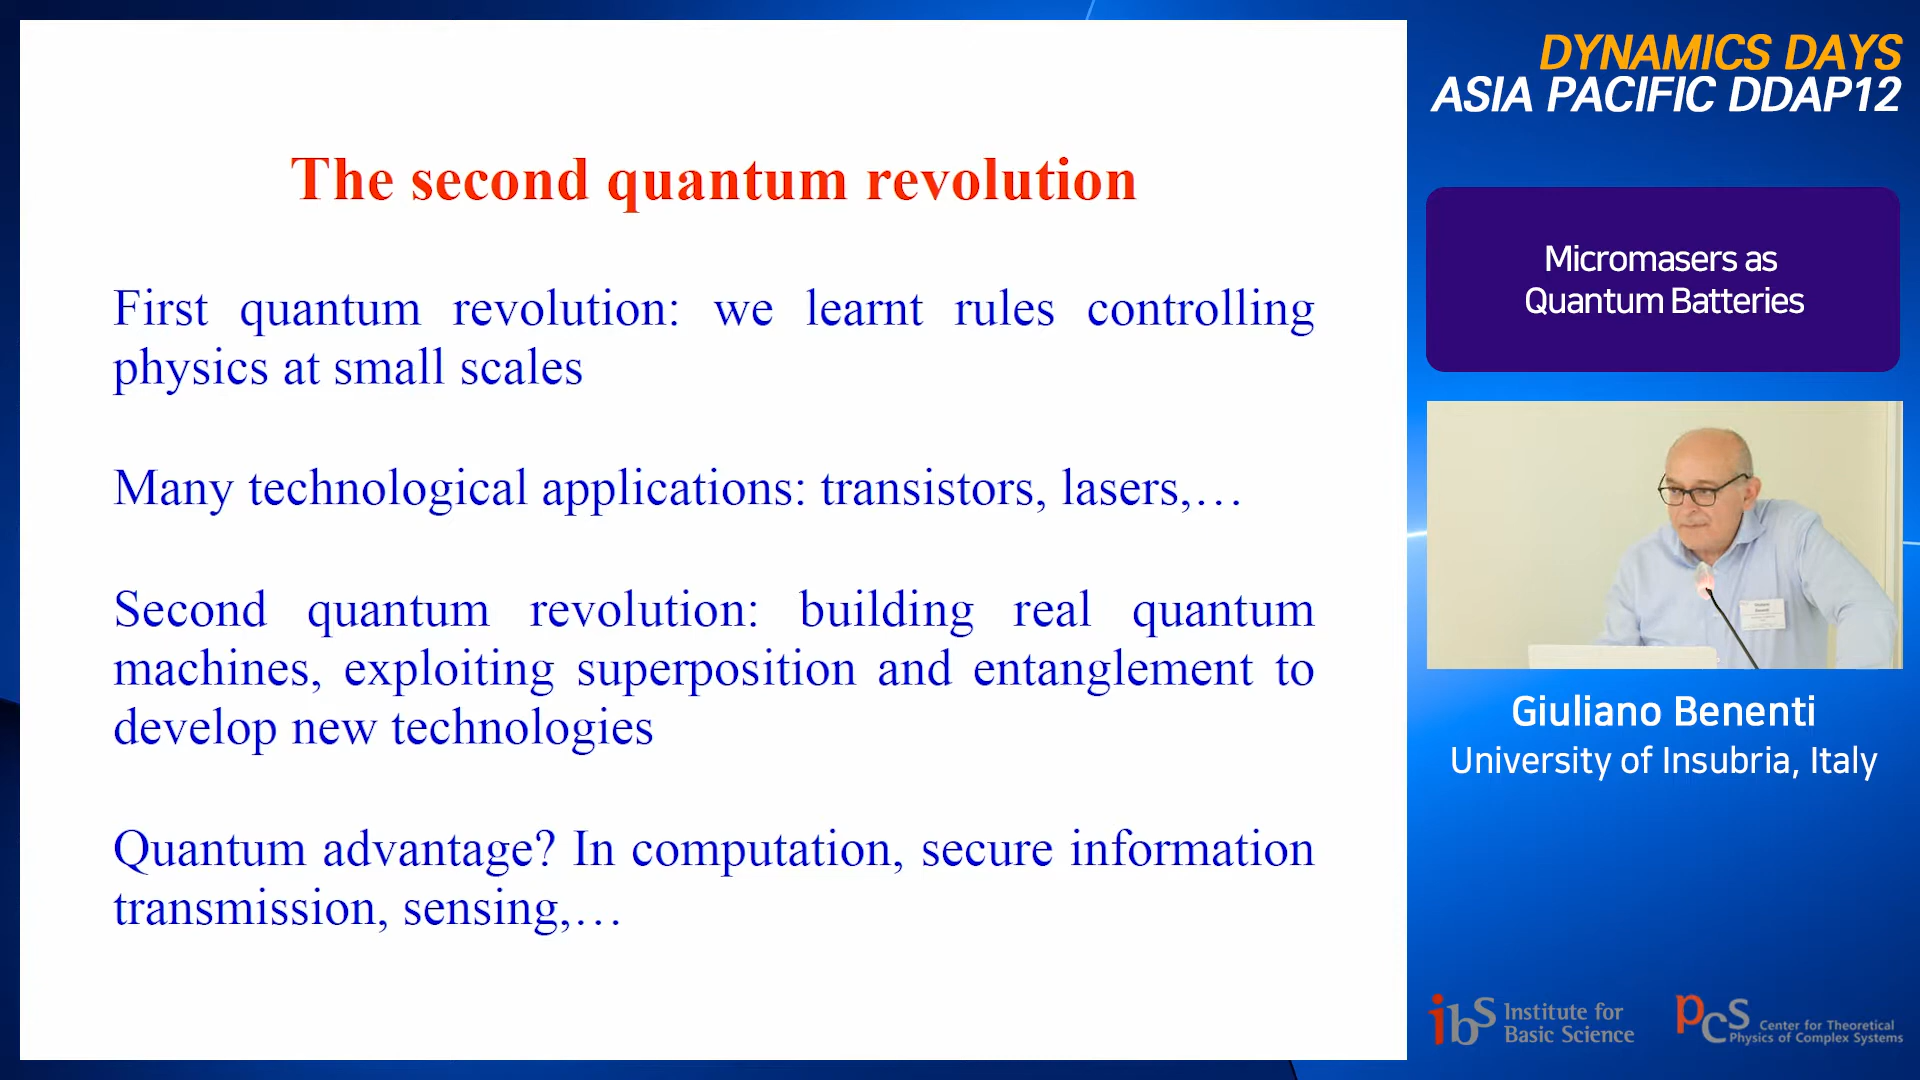 The second quantum revolution
First quantum revolution: we learnt rules controlling
physics at small scales
Many technological applications: transistors, lasers,…
Second quantum revolution: building real quantum
machines, exploiting superposition and entanglement to
develop new technologies
Quantum advantage? In computation, secure information
transmission, sensing,…
DYNAMICS DAYS
ASIA PACIFIC DDAP12
Micromasers as
Quantum Batteries
Giuliano Benenti
University of Insubria, Italy
ibs Institute for
Basic Science
pcs Center for Theoretical
Physics of Complex Systems